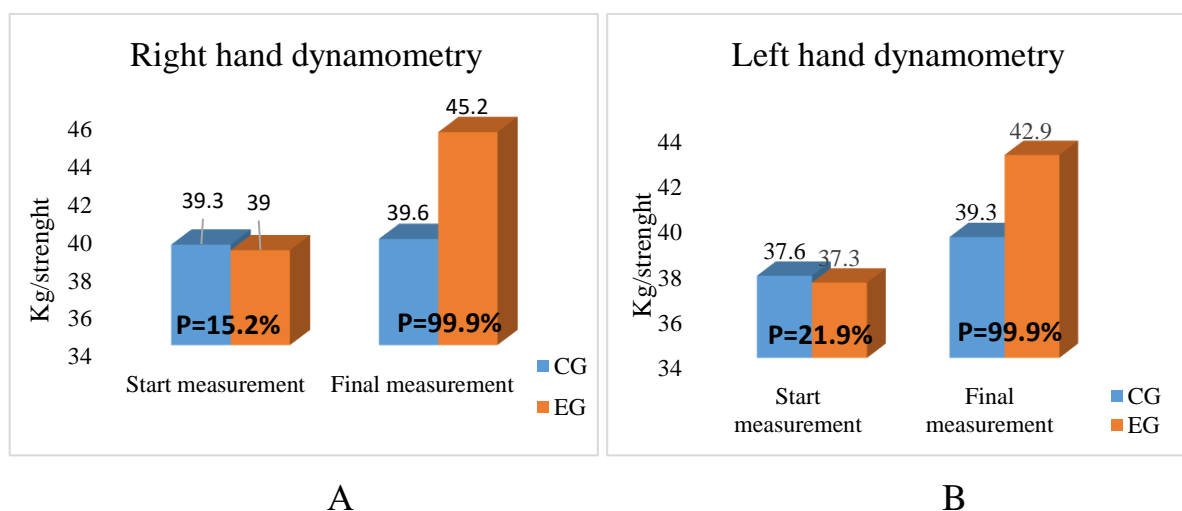 Right hand dynamometry
Kg/strenght
46
44
42
40
38
36
34
39.3
39
39.6
45.2
P=15.2%
P=99.9%
Start measurement
Final measurement
CG
EG
A
Left hand dynamometry
Kg/strenght
44
42
40
38
36
34
37.6
37.3
39.3
42.9
P=21.9%
P=99.9%
Start
measurement
Final
measurement
CG
EG
B